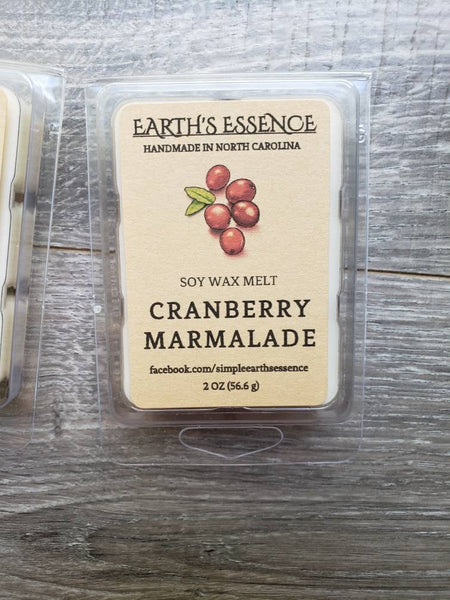 EARTH'S ESSENCE
HANDMADE IN NORTH CAROLINA
SOY WAX MELT
CRANBERRY
MARMALADE
facebook.com/simpleearthsessence
2 OZ (56.6 g)